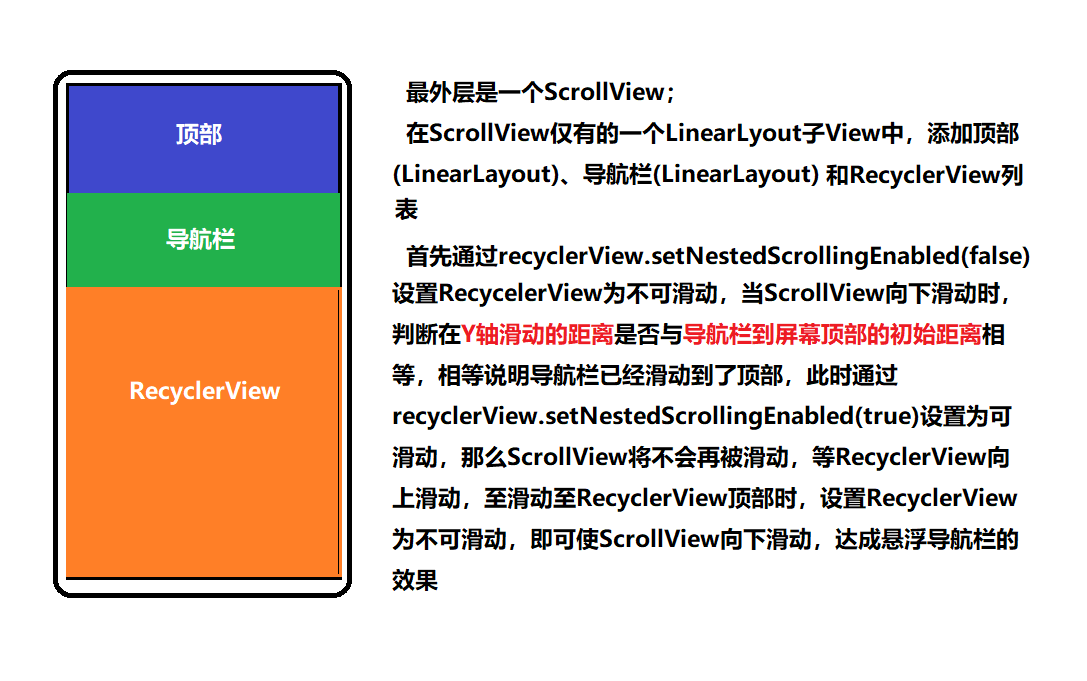 顶部
导航栏
RecyclerView
最外层是一个ScrollView；
在ScrollView仅有的一个LinearLyout子View中，添加顶部
(LinearLayout)、导航栏(LinearLayout) 和RecyclerView列
表
首先通过recyclerView.setNestedScrollingEnabled(false)
设置RecycelerView为不可滑动，当ScrollView向下滑动时，
判断在Y轴滑动的距离是否与导航栏到屏幕顶部的初始距离相
等，相等说明导航栏已经滑动到了顶部，此时通过
recyclerView.setNestedScrollingEnabled(true)设置为可
滑动，那么ScrollView将不会再被滑动，等RecyclerView向
上滑动，至滑动至RecyclerView顶部时，设置RecyclerView
为不可滑动，即可使ScrollView向下滑动，达成悬浮导航栏的
效果